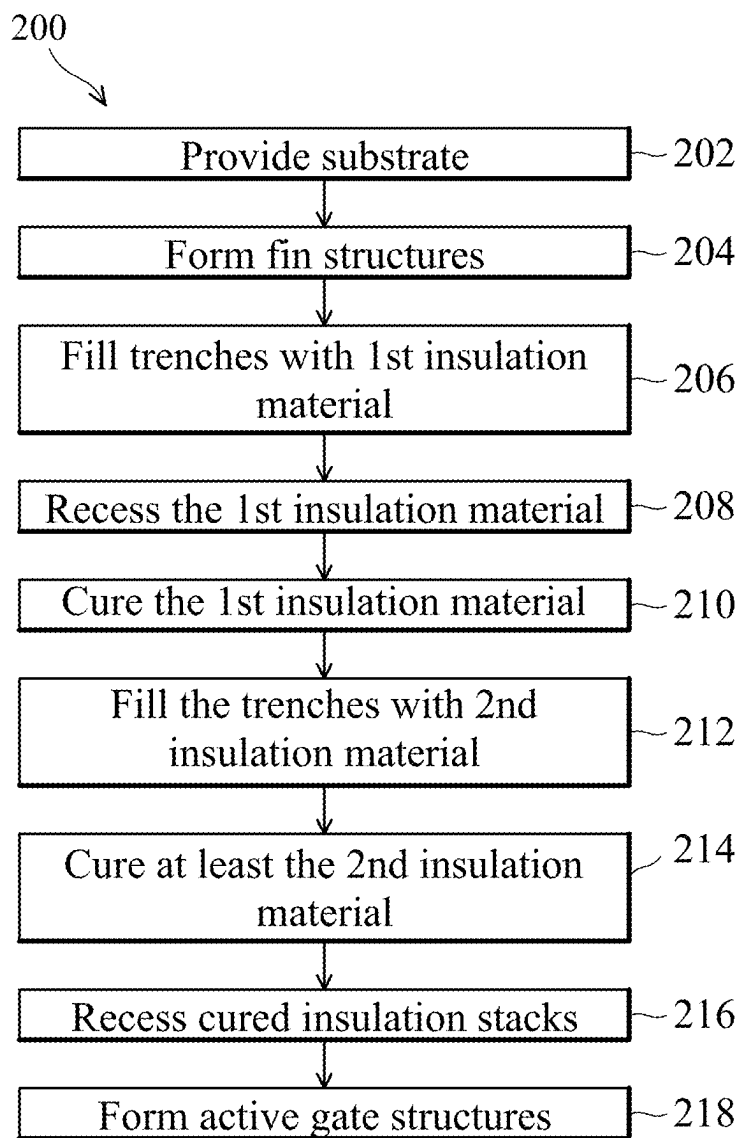 200
Provide substrate
202
Form fin structures
204
Fill trenches with 1st insulation
material
206
Recess the 1st insulation material
208
Cure the 1st insulation material
210
Fill the trenches with 2nd
insulation material
212
Cure at least the 2nd insulation
material
214
Recess cured insulation stacks
216
Form active gate structures
218